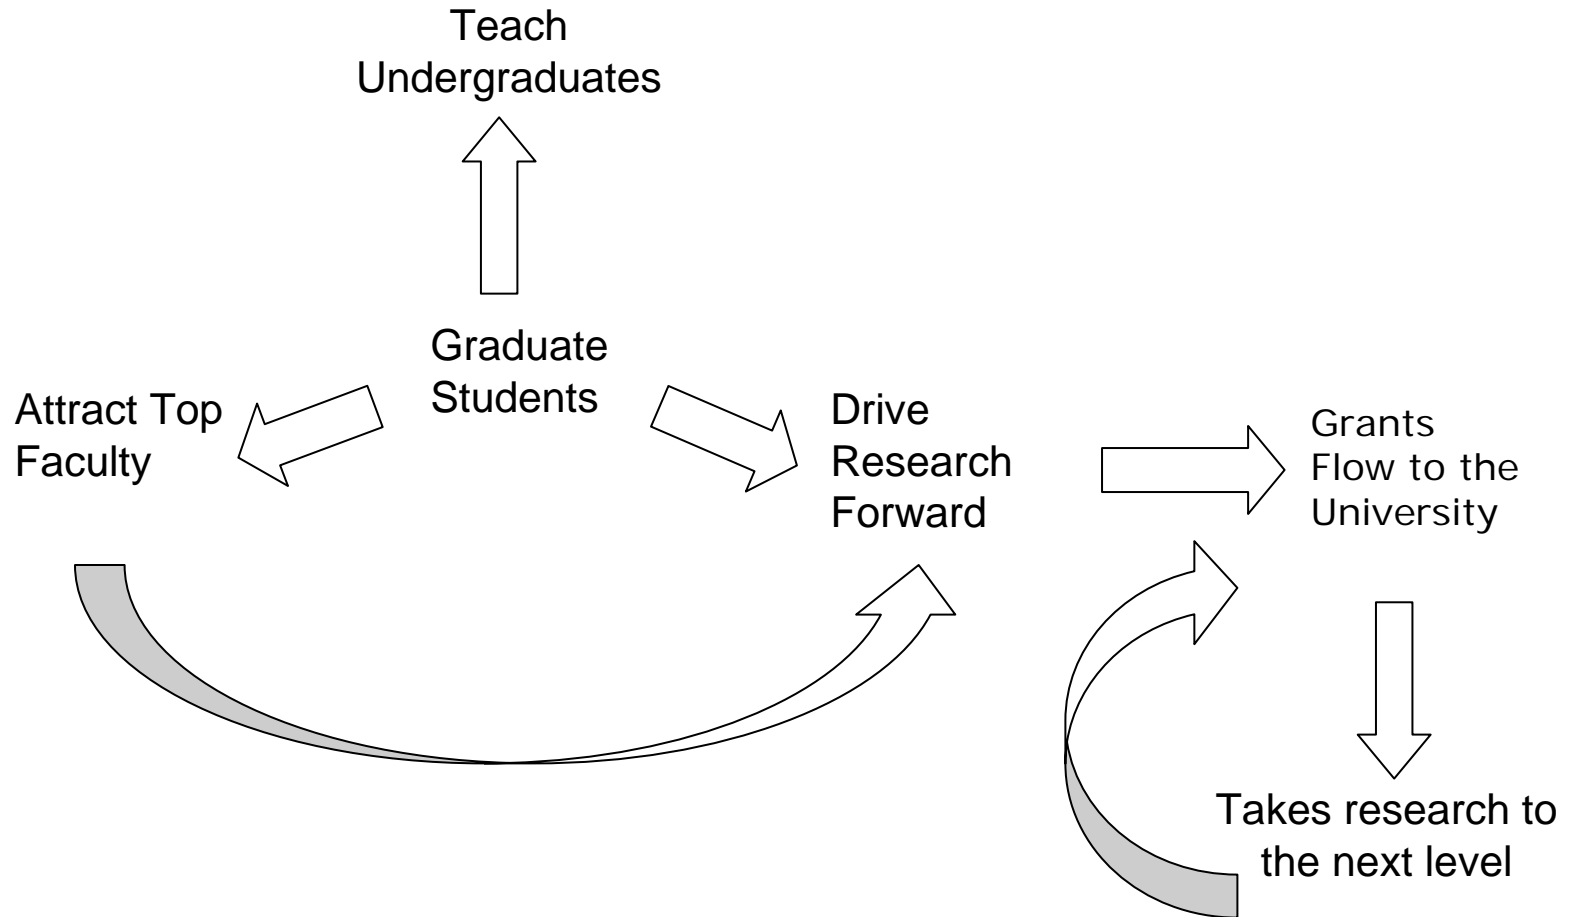 Teach
Undergraduates
Graduate
Students
Attract Top
Faculty
Drive
Research
Forward
Grants
Flow to the
University
Takes research to
the next level